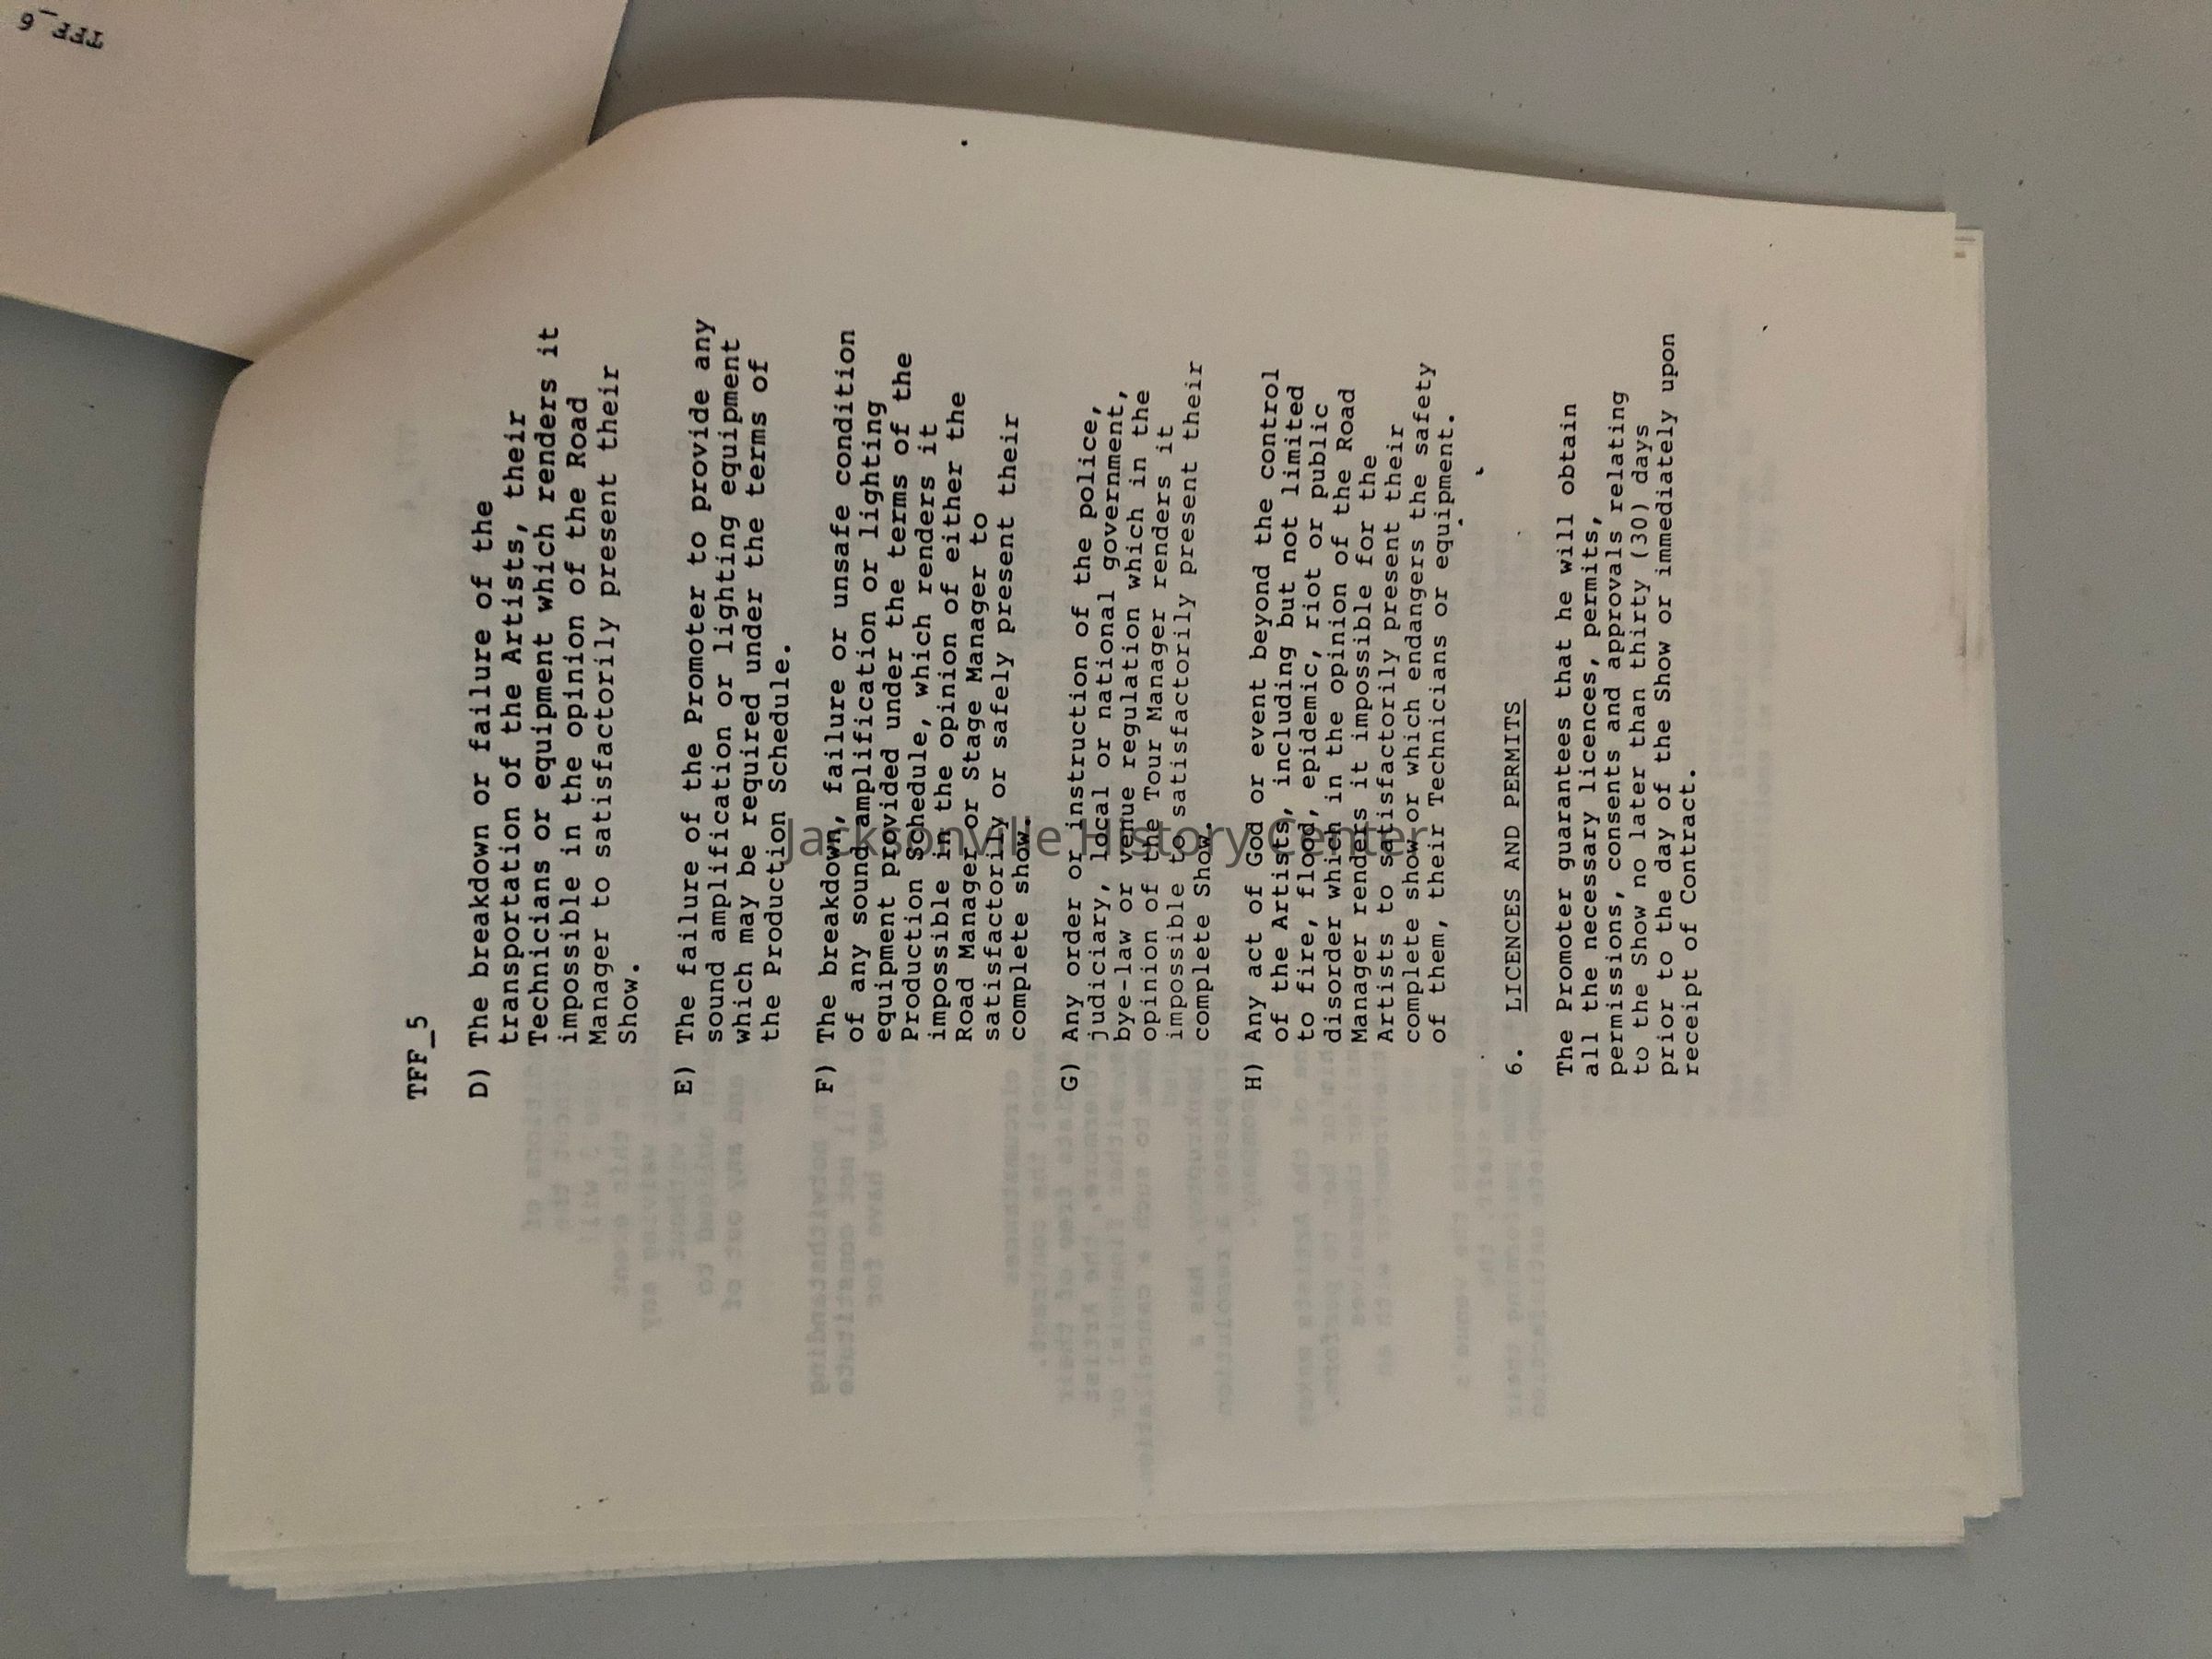 TFF_6
TFF_5
D) The breakdown or failure of the
transportation of the Artists, their
Technicians or equipment which renders it
impossible in the opinion of the Road
Manager to satisfactorily present their
Show.
E) The failure of the Promoter to provide any
sound amplification or lighting equipment
which may be required under the terms of
the Production Schedule.
F) The breakdown, failure or unsafe condition
of any sound amplification or lighting
equipment provided under the terms of the
Production Schedule, which renders it
impossible in the opinion of either the
Road Manager or Stage Manager to
satisfactorily or safely present their
complete show.
G) Any order or instruction of the police,
judiciary, local or national government,
bye-law or venue regulation which in the
opinion of the Tour Manager renders it
impossible to satisfactorily present their
complete Show.
H) Any act of God or event beyond the control
of the Artists, including but not limited
to fire, flood, epidemic, riot or public
disorder which in the opinion of the Road
Manager renders it impossible for the
Artists to satisfactorily present their
complete show or which endangers the safety
of them, their Technicians or equipment.
6. LICENCES AND PERMITS
The Promoter guarantees that he will obtain
all the necessary licences, permits,
permissions, consents and approvals relating
to the Show no later than thirty (30) days
prior to the day of the Show or immediately upon
receipt of Contract.
Jacksonville History Center